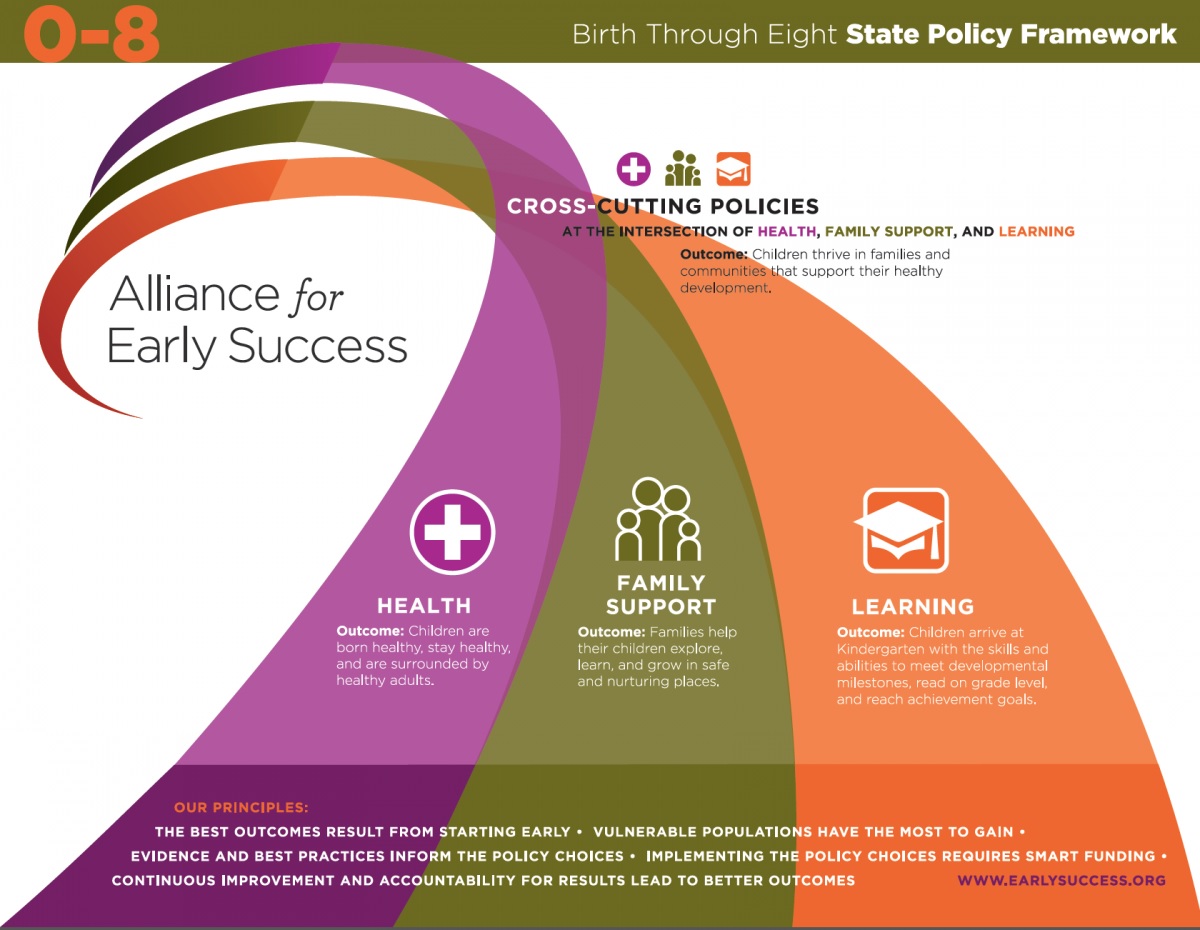 0-8
Birth Through Eight State Policy Framework
Alliance for
Early Success
CROSS-CUTTING POLICIES
AT THE INTERSECTION OF HEALTH, FAMILY SUPPORT, AND LEARNING
Outcome: Children thrive in families and
communities that support their healthy
development.
HEALTH
Outcome: Children are
born healthy, stay healthy,
and are surrounded by
healthy adults.
FAMILY
SUPPORT
Outcome: Families help
their children explore,
learn, and grow in safe
and nurturing places.
LEARNING
Outcome: Children arrive at
Kindergarten with the skills and
abilities to meet developmental
milestones, read on grade level,
and reach achievement goals.
OUR PRINCIPLES:
THE BEST OUTCOMES RESULT FROM STARTING EARLY • VULNERABLE POPULATIONS HAVE THE MOST TO GAIN •
EVIDENCE AND BEST PRACTICES INFORM THE POLICY CHOICES • IMPLEMENTING THE POLICY CHOICES REQUIRES SMART FUNDING •
CONTINUOUS IMPROVEMENT AND ACCOUNTABILITY FOR RESULTS LEAD TO BETTER OUTCOMES
WWW.EARLYSUCCESS.ORG